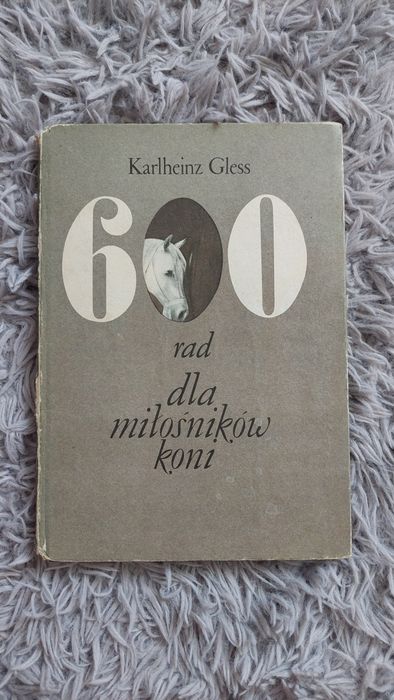 Karlheinz Gless
600
rad
dla
miłośników
koni